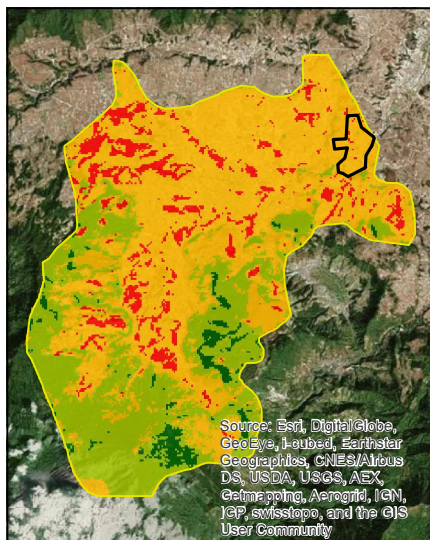 Source: Esri, DigitalGlobe,
GeoEye, i-cubed, Earthstar
Geographics, CNES/Airbus
DS, USDA, USGS, AEX,
Getmapping, Aerogrid, IGN,
IGP, swisstopo, and the GIS
User Community